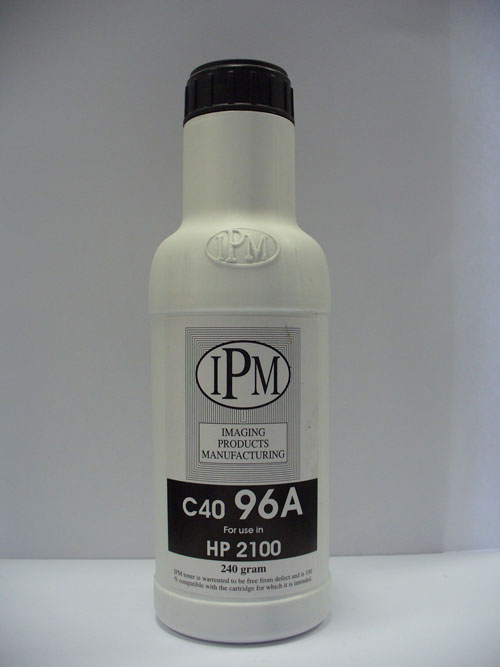 IPM
IPM
IMAGING
PRODUCTS
MANUFACTURING
C40 96A
For use in
HP 2100
240 gram
IPM toner is warrented to be free from defect and is 100
% compatible with the cartridge for which it is intended.